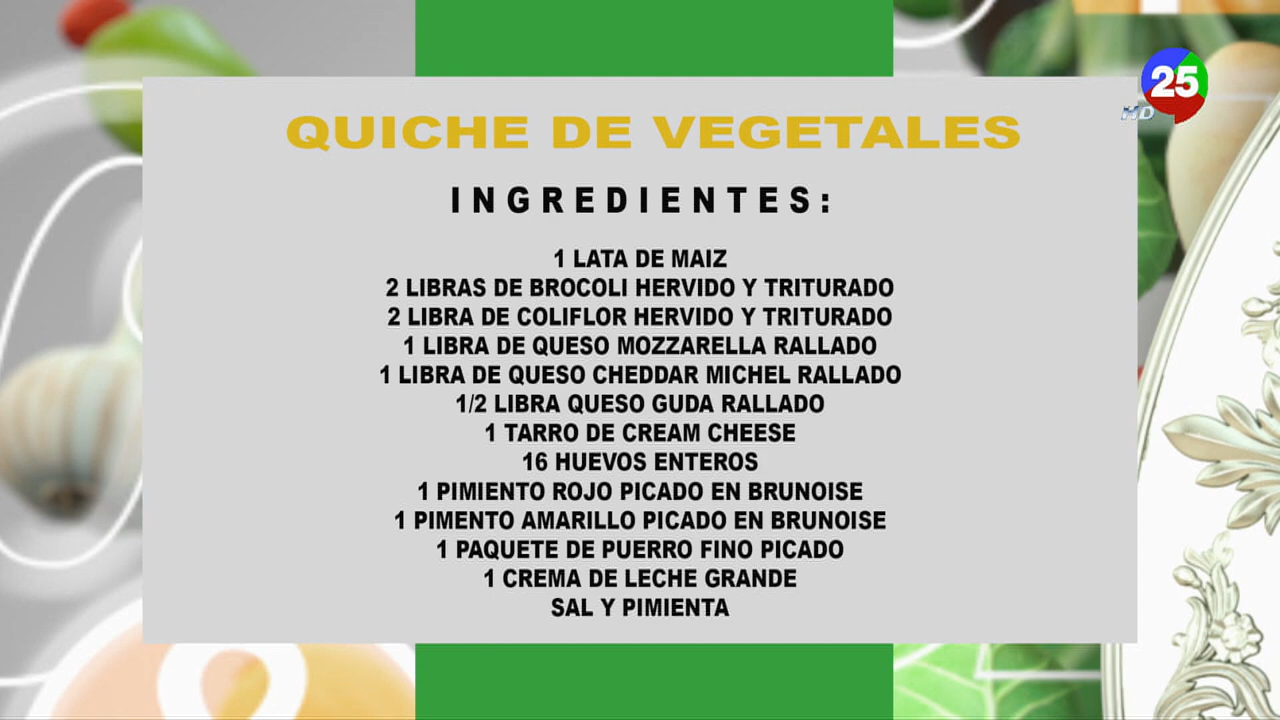 25
HD
QUICHE DE VEGETALES
INGREDIENTES:
1 LATA DE MAIZ
2 LIBRAS DE BROCOLI HERVIDO Y TRITURADO
2 LIBRA DE COLIFLOR HERVIDO Y TRITURADO
1 LIBRA DE QUESO MOZZARELLA RALLADO
1 LIBRA DE QUESO CHEDDAR MICHEL RALLADO
1/2 LIBRA QUESO GUDA RALLADO
1 TARRO DE CREAM CHEESE
16 HUEVOS ENTEROS
1 PIMIENTO ROJO PICADO EN BRUNOISE
1 PIMENTO AMARILLO PICADO EN BRUNOISE
1 PAQUETE DE PUERRO FINO PICADO
1 CREMA DE LECHE GRANDE
SAL Y PIMIENTA